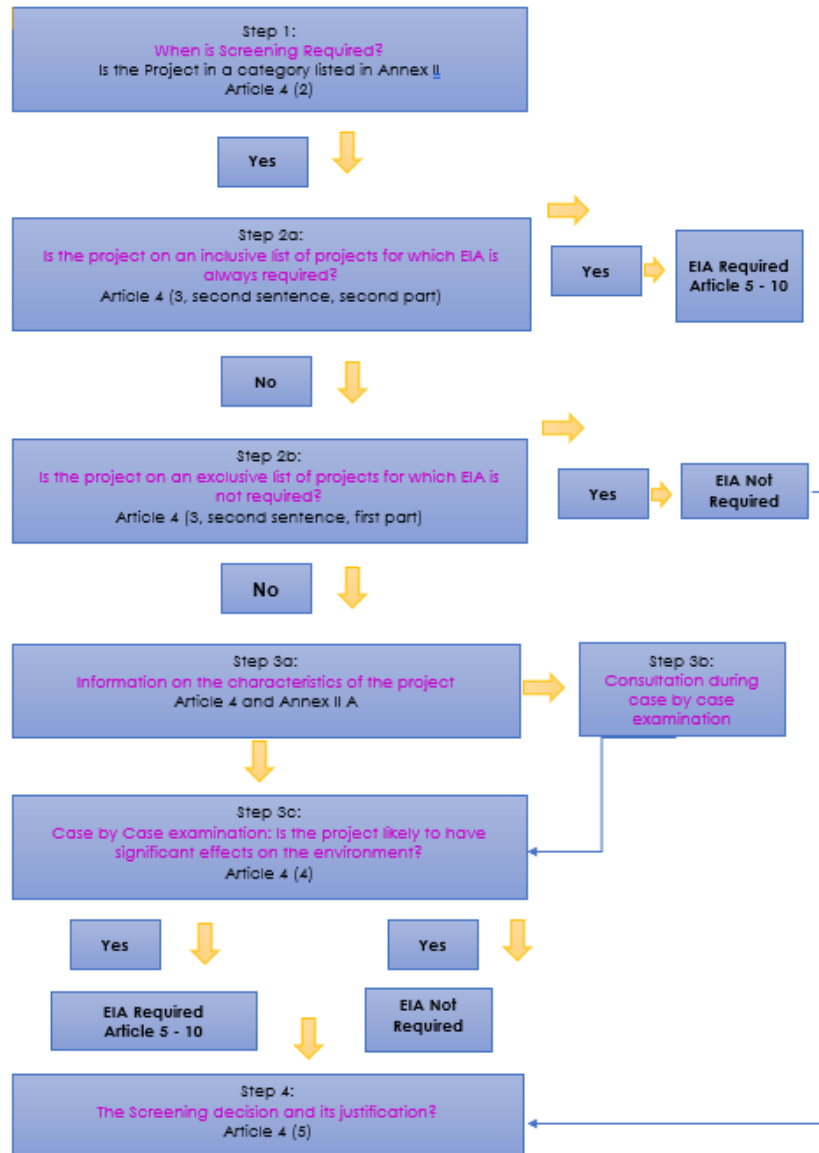 Step 1:
When is Screening Required?
Is the Project in a category listed in Annex II
Article 4 (2)
Yes
Step 2a:
Is the project on an inclusive list of projects for which EIA is
always required?
Article 4 (3, second sentence, second part)
Yes
EIA Required
Article 5 - 10
No
Step 2b:
Is the project on an exclusive list of projects for which EIA is
not required?
Article 4 (3, second sentence, first part)
Yes
EIA Not
Required
No
Step 3a:
Information on the characteristics of the project
Article 4 and Annex II A
Step 3b:
Consultation during
case by case
examination
Step 3c:
Case by Case examination: Is the project likely to have
significant effects on the environment?
Article 4 (4)
Yes
Yes
EIA Required
Article 5 - 10
EIA Not
Required
Step 4:
The Screening decision and its justification?
Article 4 (5)